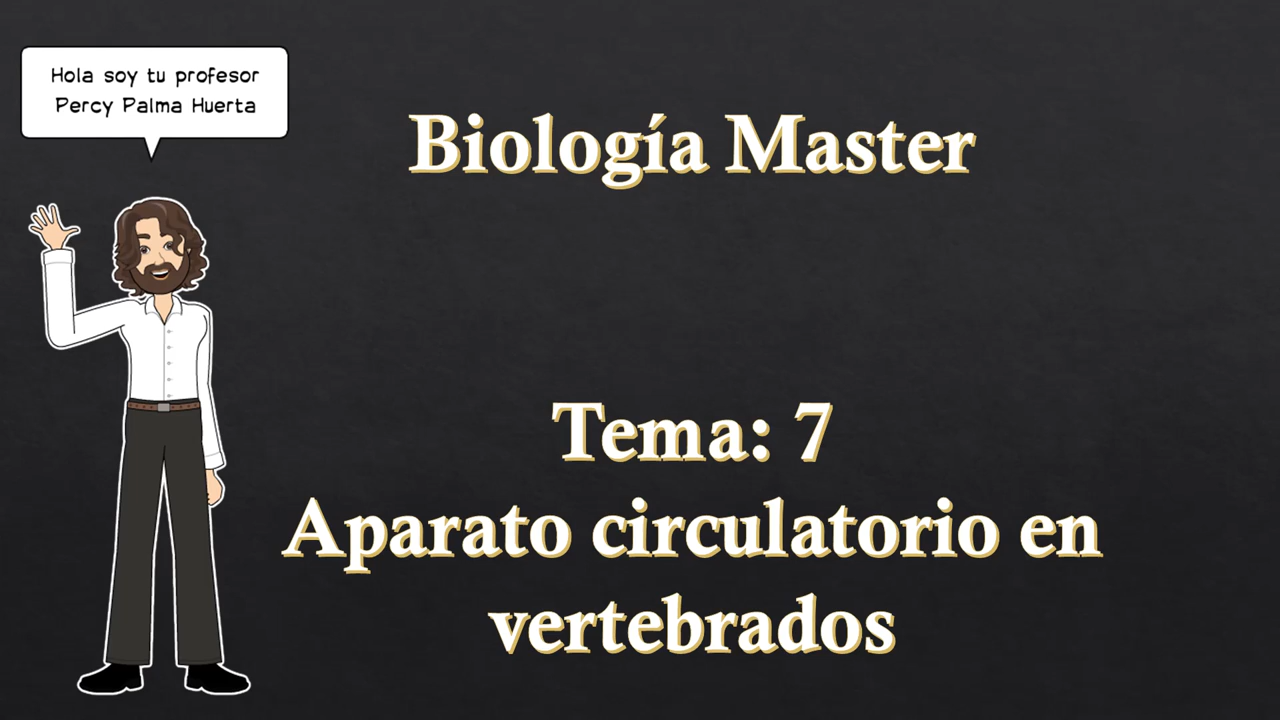 Hola soy tu profesor
Percy Palma Huerta
Biología Master
Tema: 7
Aparato circulatorio en
vertebrados